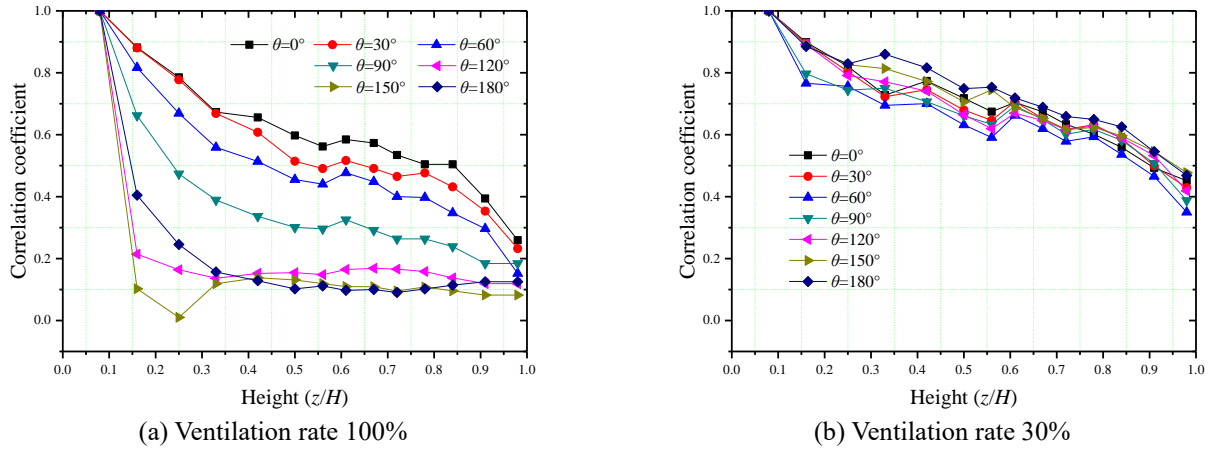 1.0
0.8
0.6
0.4
0.2
0.0
Correlation coefficient
θ=0° θ=30° θ=60°
θ=90° θ=120°
θ=150° θ=180°
0.0 0.1 0.2 0.3 0.4 0.5 0.6 0.7 0.8 0.9 1.0
Height (z/H)
(a) Ventilation rate 100%
1.0
0.8
0.6
0.4
0.2
0.0
Correlation coefficient
θ=0°
θ=30°
θ=60°
θ=90°
θ=120°
θ=150°
θ=180°
0.0 0.1 0.2 0.3 0.4 0.5 0.6 0.7 0.8 0.9 1.0
Height (z/H)
(b) Ventilation rate 30%